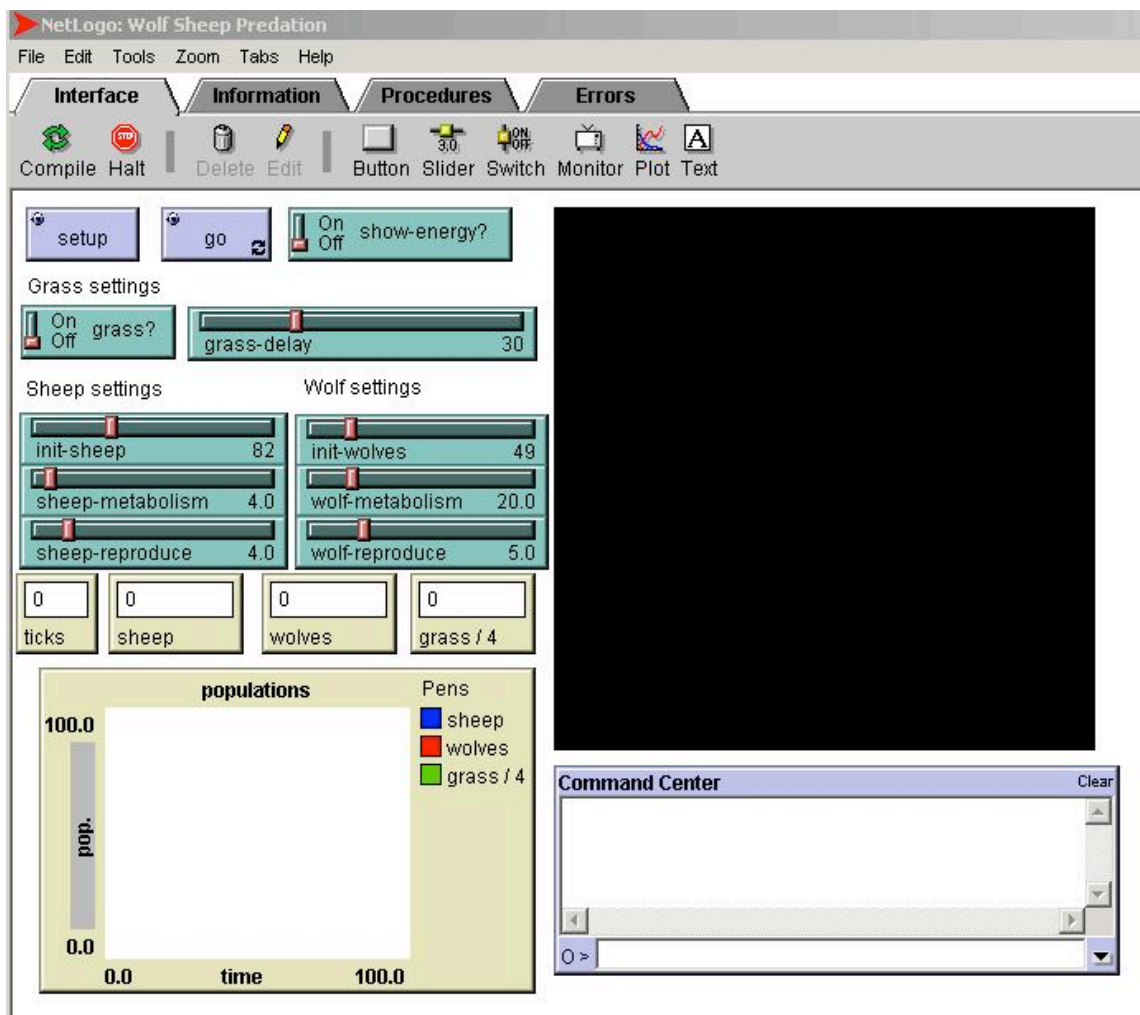 NetLogo: Wolf Sheep Predation
File Edit Tools Zoom Tabs Help
Interface Information Procedures Errors
STOP 3.0 ON OFF A
Compile Halt Delete Edit Button Slider Switch Monitor Plot Text
setup go On Off show-energy?
Grass settings
On Off grass?
grass-delay 30
Sheep settings Wolf settings
init-sheep 82 init-wolves 49
sheep-metabolism 4.0 wolf-metabolism 20.0
sheep-reproduce 4.0 wolf-reproduce 5.0
0 0 0 0
ticks sheep wolves grass / 4
populations Pens
100.0 sheep
wolves
grass / 4
pop.
0.0
0.0 time 100.0
Command Center Clear
O >